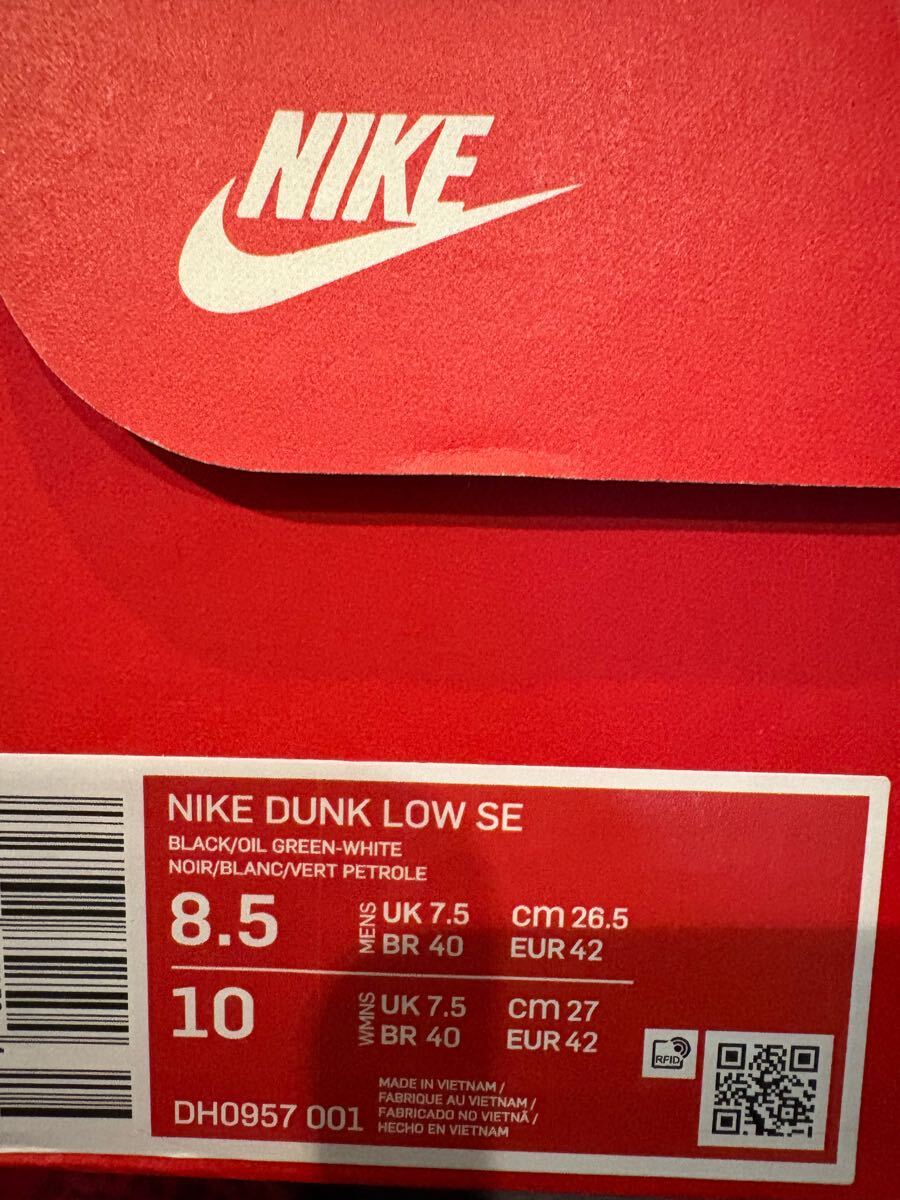 NIKE
NIKE DUNK LOW SE
BLACK/OIL GREEN-WHITE
NOIR/BLANC/VERT PETROLE
8.5 MENS UK 7.5 cm 26.5
BR 40 EUR 42
10 WMNS UK 7.5 cm 27
BR 40 EUR 42
RFID
DH0957 001
MADE IN VIETNAM /
FABRIQUE AU VIETNAM /
FABRICADO NO VIETNÃ /
HECHO EN VIETNAM